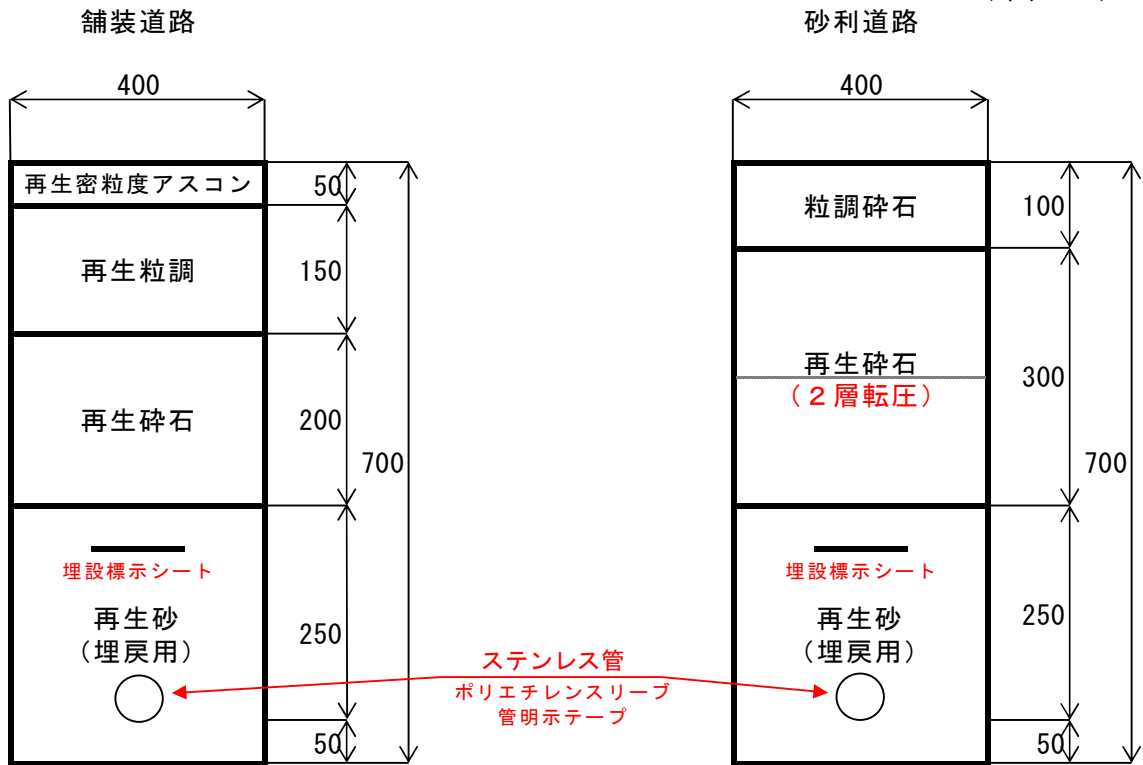 舗装道路
400
再生密粒度アスコン
50
再生粒調
150
再生砕石
200
700
埋設標示シート
再生砂
(埋戻用)
250
50
ステンレス管
ポリエチレンスリーブ
管明示テープ
砂利道路
400
粒調砕石
100
再生砕石
(2層転圧)
300
700
埋設標示シート
再生砂
(埋戻用)
250
50